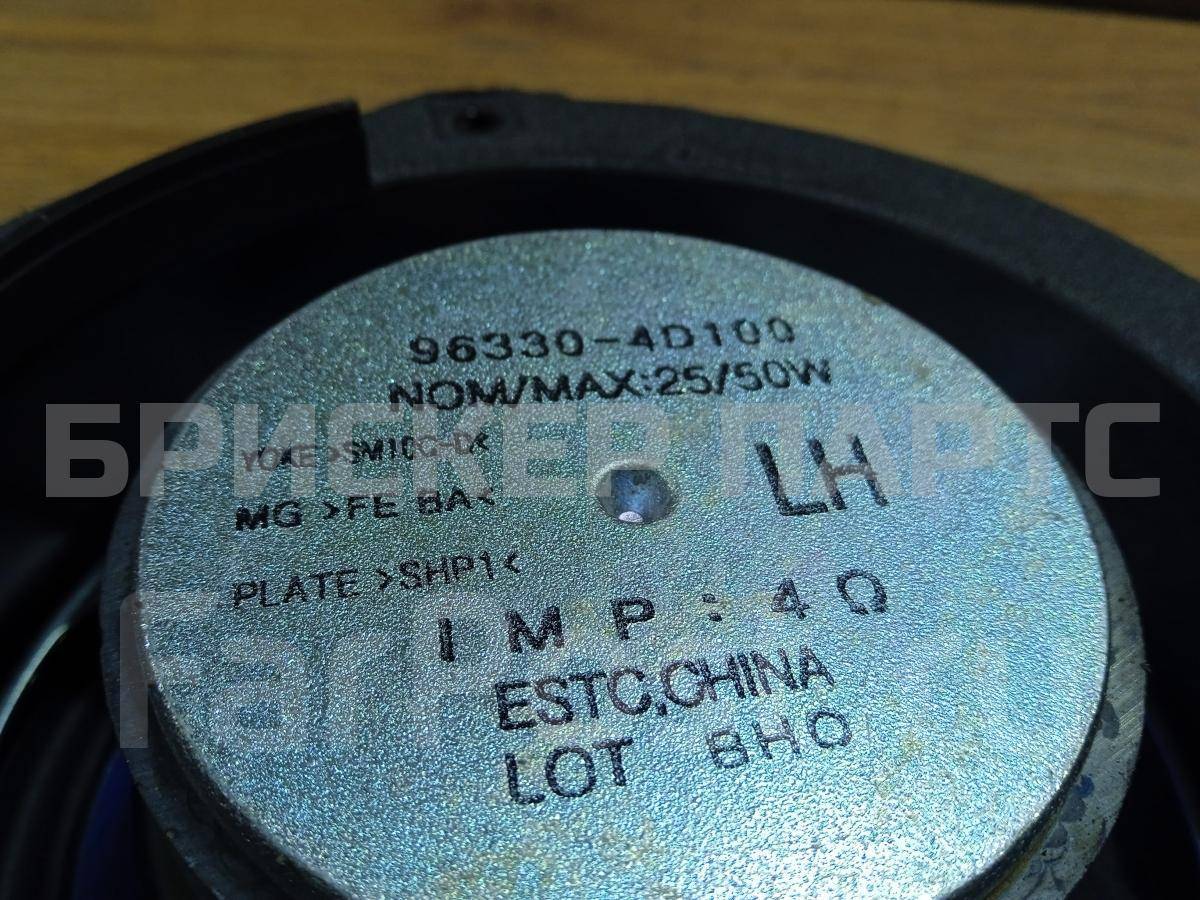 96330-4D100
NOM/MAX:25/50W
БРИСКЕР ПАРТС
MG >FE BA<
LH
PLATE >SHP1<
IMP: 4Ω
ESTC.CHINA
LOT 8HO